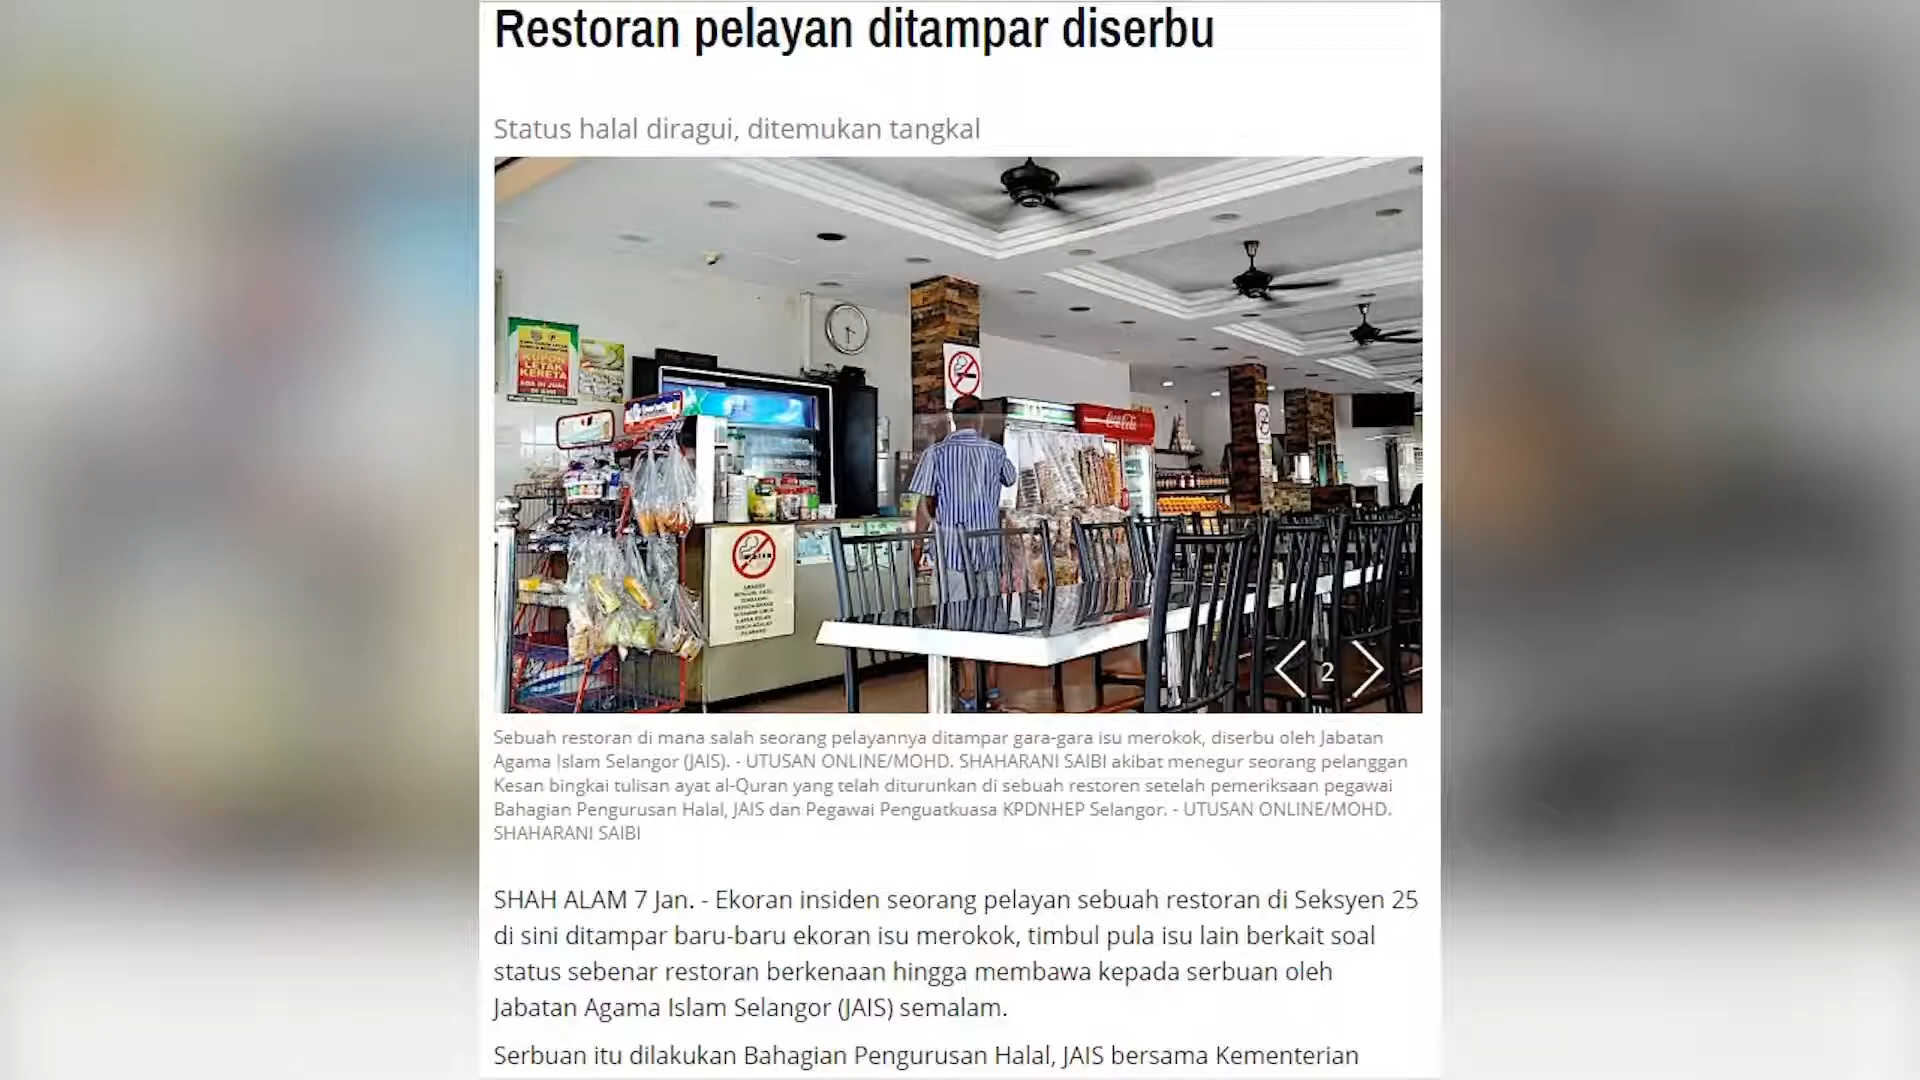 Restoran pelayan ditampar diserbu
Status halal diragui, ditemukan tangkal
KUPON
LETAK
KERETA
ADA DI JUAL
DI SINI
Coca-Cola
2
Sebuah restoran di mana salah seorang pelayannya ditampar gara-gara isu merokok, diserbu oleh Jabatan
Agama Islam Selangor (JAIS). - UTUSAN ONLINE/MOHD. SHAHARANI SAIBI akibat menegur seorang pelanggan
Kesan bingkai tulisan ayat al-Quran yang telah diturunkan di sebuah restoren setelah pemeriksaan pegawai
Bahagian Pengurusan Halal, JAIS dan Pegawai Penguatkuasa KPDNHEP Selangor. - UTUSAN ONLINE/MOHD.
SHAHARANI SAIBI
SHAH ALAM 7 Jan. - Ekoran insiden seorang pelayan sebuah restoran di Seksyen 25
di sini ditampar baru-baru ekoran isu merokok, timbul pula isu lain berkait soal
status sebenar restoran berkenaan hingga membawa kepada serbuan oleh
Jabatan Agama Islam Selangor (JAIS) semalam.
Serbuan itu dilakukan Bahagian Pengurusan Halal, JAIS bersama Kementerian